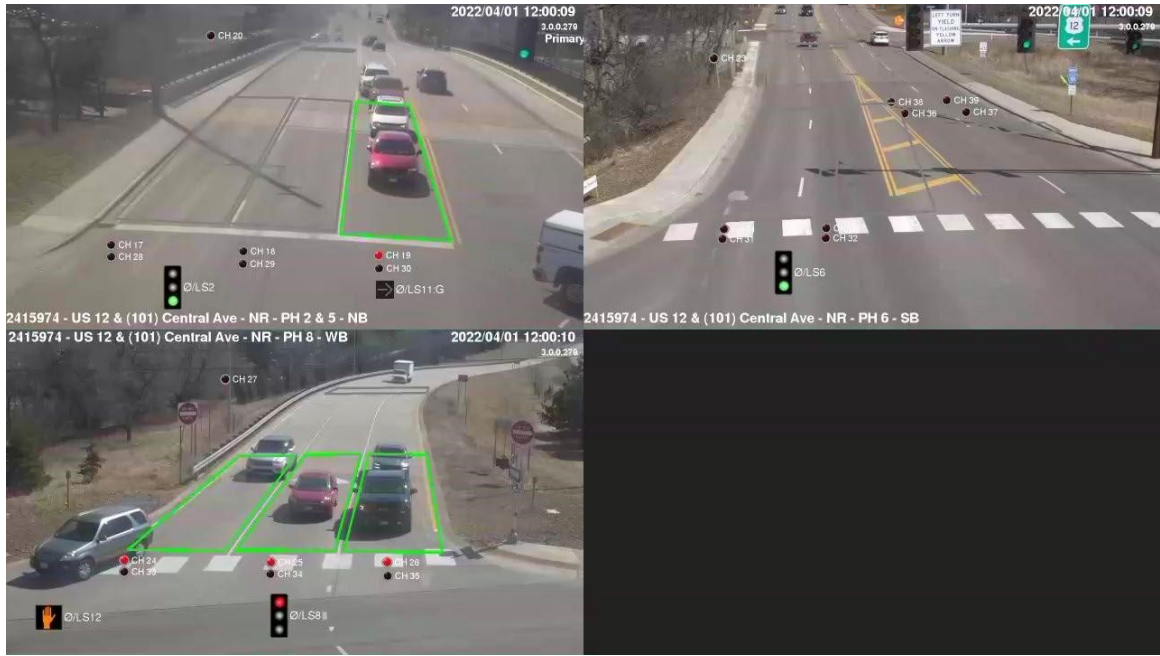 2022/04/01 12:00:09
3.0.0.279
Primary
CH 20
CH 17
CH 28
CH 18
CH 29
CH 19
CH 30
Ø/LS2
Ø/LS11:G
2415974 - US 12 & (101) Central Ave - NR - PH 2 & 5 - NB
2022/04/01 12:00:09
3.0.0.279
LEFT TURN
YIELD
ON FLASHING
YELLOW
ARROW
12
CH 23
CH 38
CH 39
CH 36
CH 37
CH 31
CH 32
Ø/LS6
2415974 - US 12 & (101) Central Ave - NR - PH 6 - SB
2415974 - US 12 & (101) Central Ave - NR - PH 8 - WB
2022/04/01 12:00:10
3.0.0.279
CH 27
CH 24
CH 33
CH 25
CH 34
CH 26
CH 35
Ø/LS12
Ø/LS8